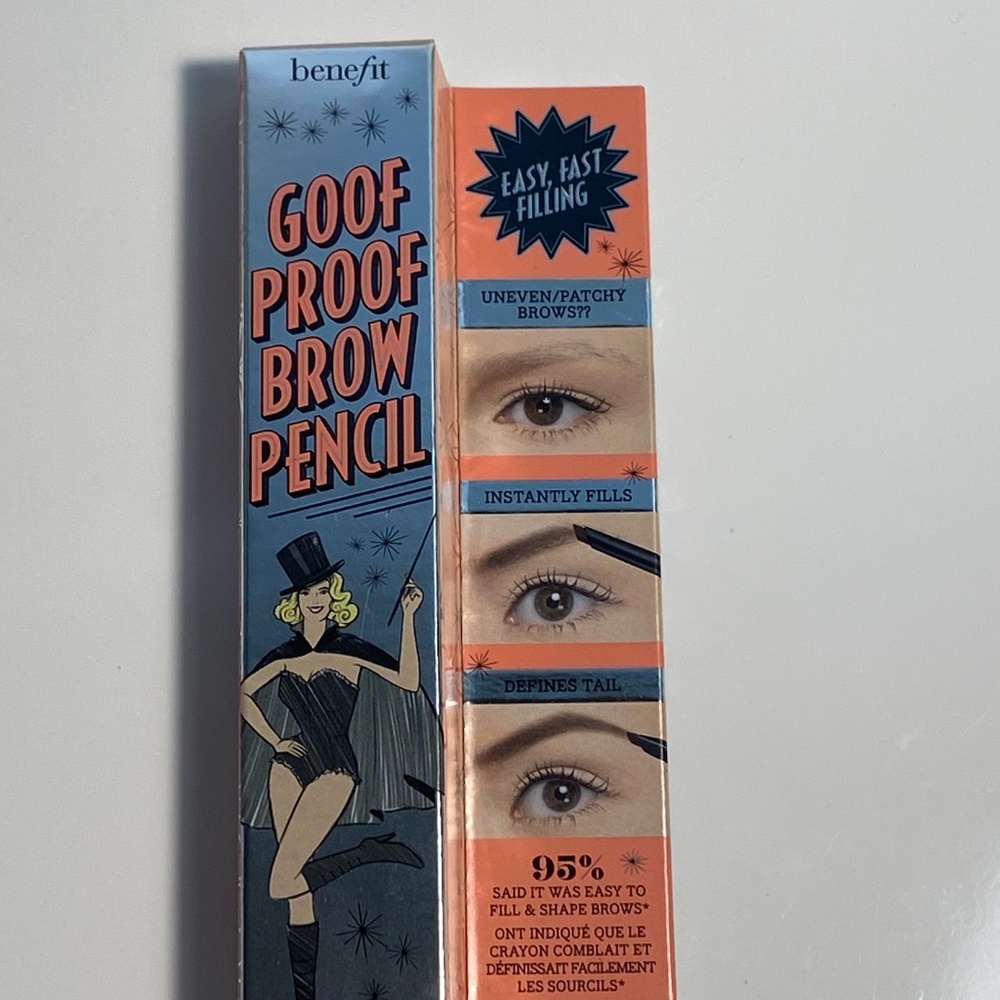 benefit
GOOF
PROOF
BROW
PENCIL
EASY, FAST
FILLING
UNEVEN/PATCHY
BROWS??
INSTANTLY FILLS
DEFINES TAIL
95%
SAID IT WAS EASY TO
FILL & SHAPE BROWS*
ONT INDIQUÉ QUE LE
CRAYON COMBLAIT ET
DÉFINISSAIT FACILEMENT
LES SOURCILS*